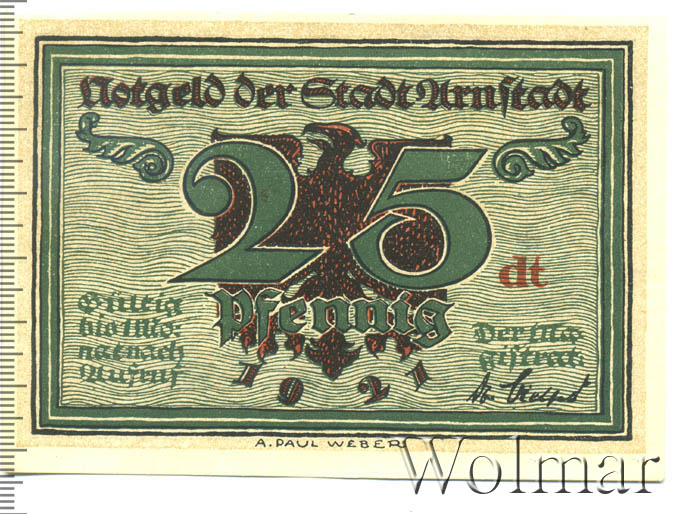 Notgeld der Stadt Arnstadt
25
dt
Pfennig
Gültig
bis 1 Mo-
nat nach
Aufruf
Der Ma-
gistrat.
1921
A. PAUL WEBER
Wolmar